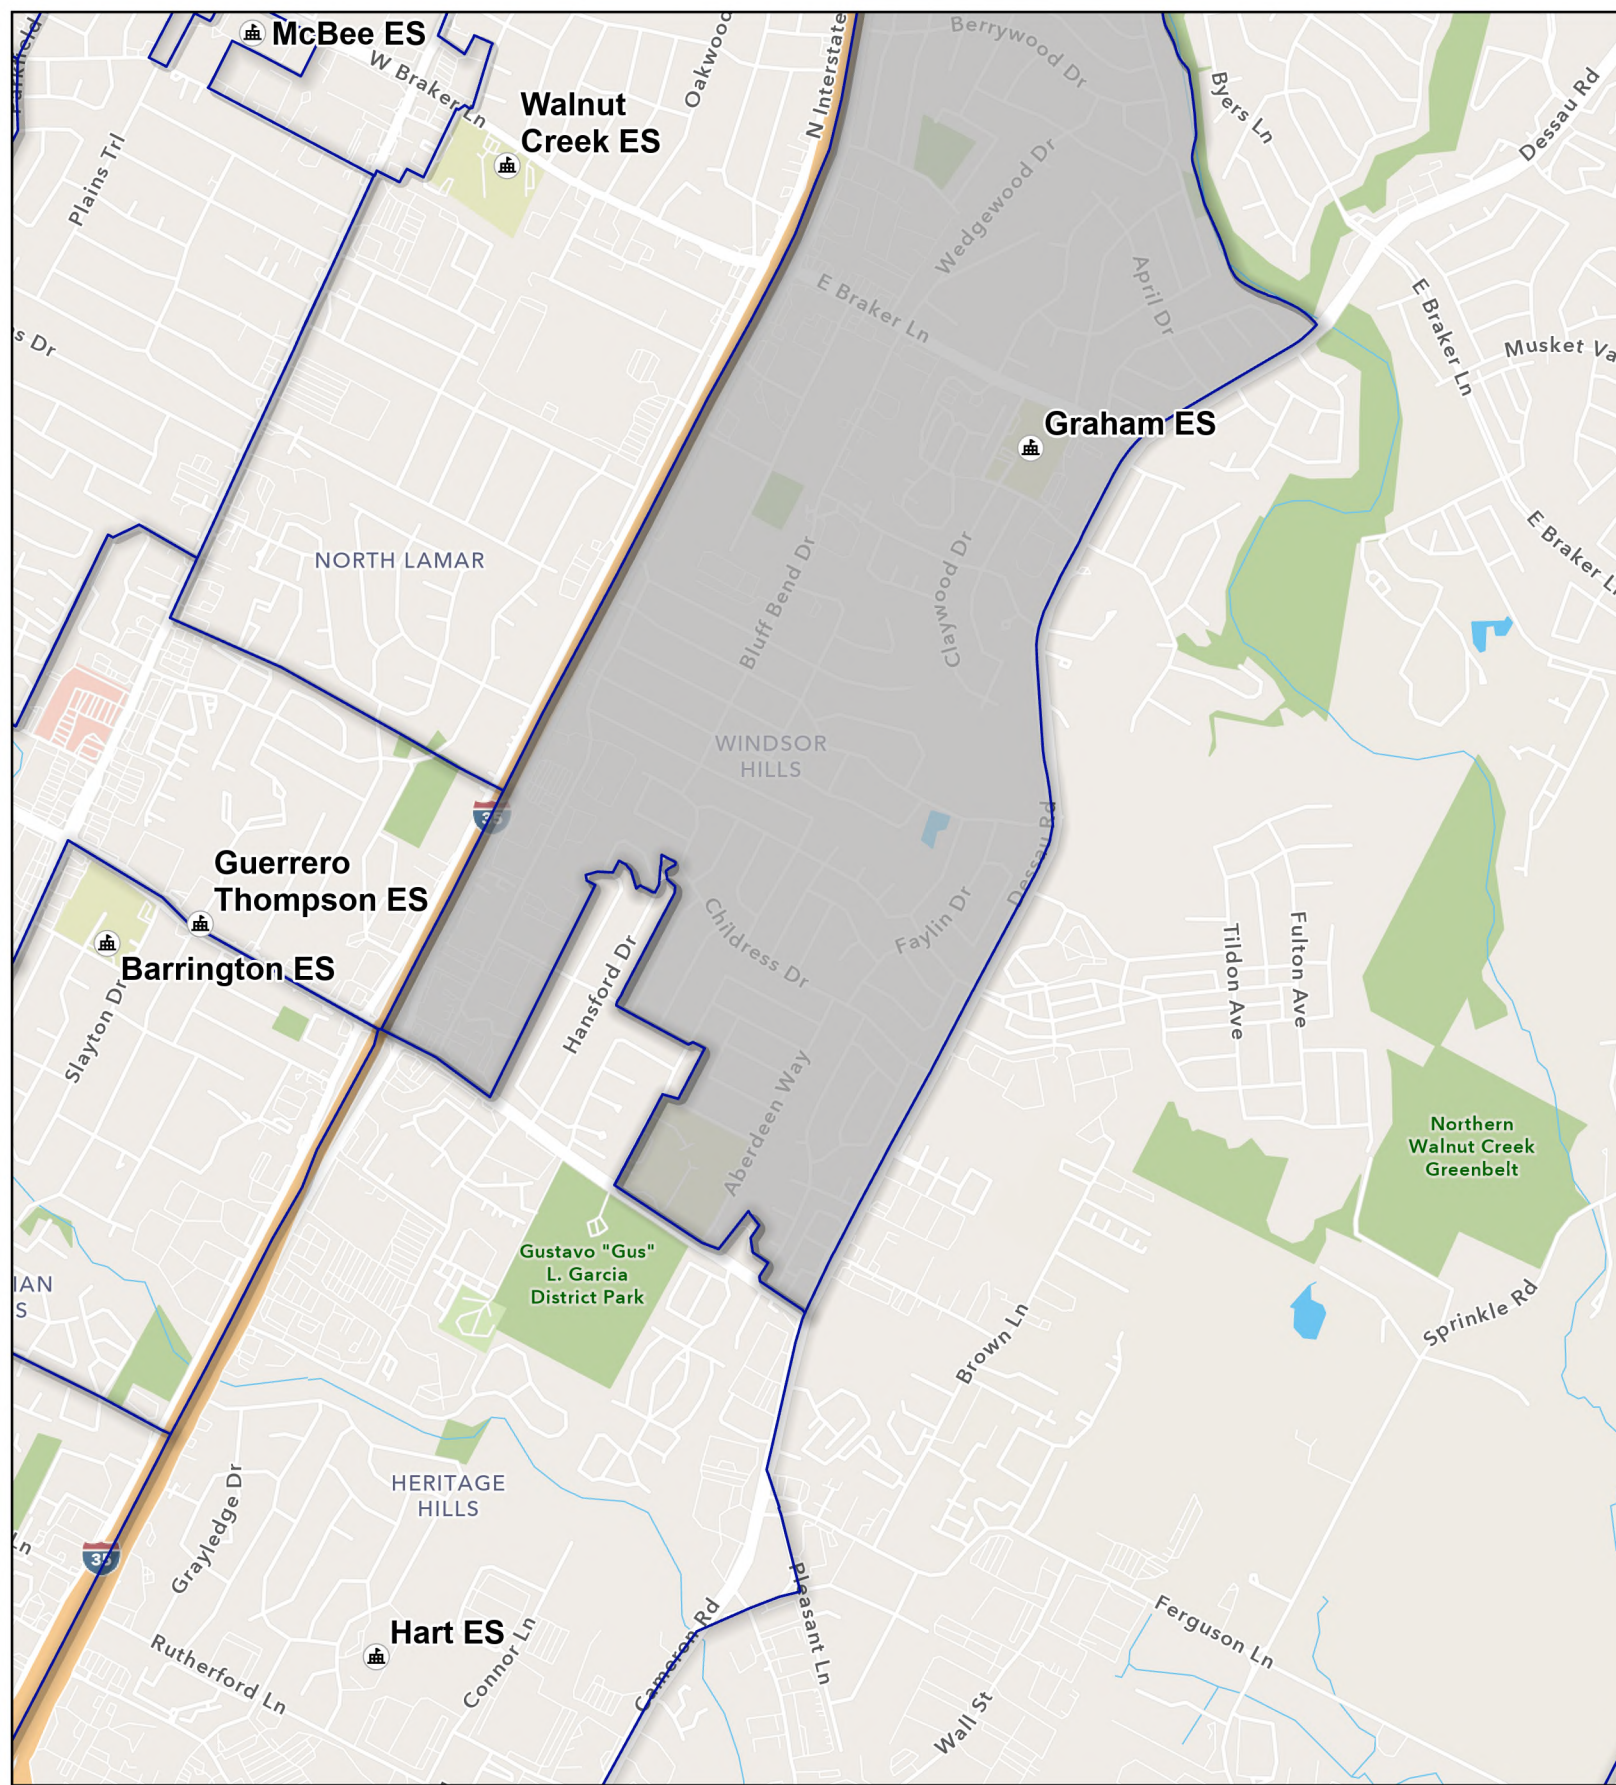 McBee ES
W Braker Ln
Oakwood
N Interstate
Berrywood Dr
Byers Ln
Dessau Rd
Walnut
Creek ES
Plains Trl
Wedgewood Dr
April Dr
E Braker Ln
E Braker Ln
Musket Va
s Dr
Graham ES
E Braker Ln
NORTH LAMAR
Bluff Bend Dr
Claywood Dr
WINDSOR
HILLS
35
Dessau Rd
Guerrero
Thompson ES
Barrington ES
Slayton Dr
Hansford Dr
Childress Dr
Faylin Dr
Tildon Ave
Fulton Ave
Aberdeen Way
Northern
Walnut Creek
Greenbelt
Gustavo "Gus"
L. Garcia
District Park
IAN
S
Brown Ln
Sprinkle Rd
HERITAGE
HILLS
Grayledge Dr
Ln
35
Pleasant Ln
Hart ES
Connor Ln
Cameron Rd
Rutherford Ln
Ferguson Ln
Wall St